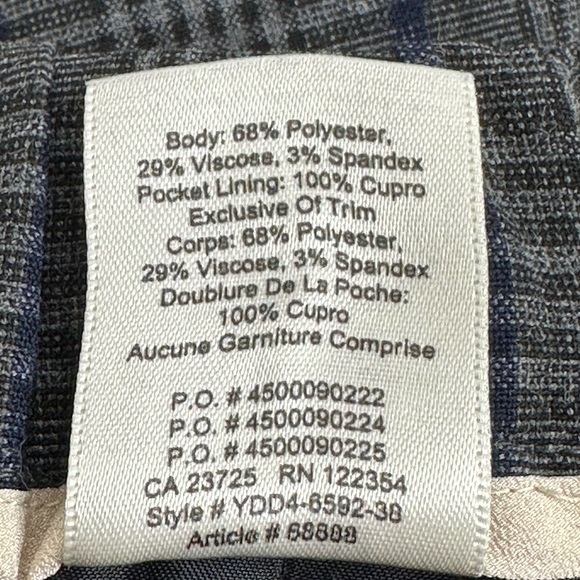 Body: 68% Polyester,
29% Viscose, 3% Spandex
Pocket Lining: 100% Cupro
Exclusive Of Trim
Corps: 68% Polyester,
29% Viscose, 3% Spandex
Doublure De La Poche:
100% Cupro
Aucune Garniture Comprise
P.O. # 4500090222
P.O. # 4500090224
P.O. # 4500090225
CA 23725 RN 122354
Style # YDD4-6592-38
Article #